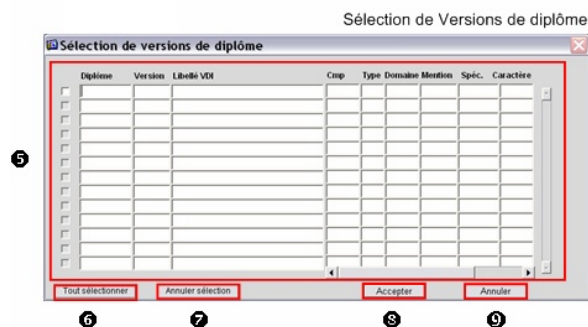 Sélection de Versions de diplôme
Sélection de versions de diplôme
Diplôme Version Libellé VDI Cmp Type Domaine Mention Spéc. Caractère
5
Tout sélectionner Annuler sélection Accepter Annuler
6 7 8 9